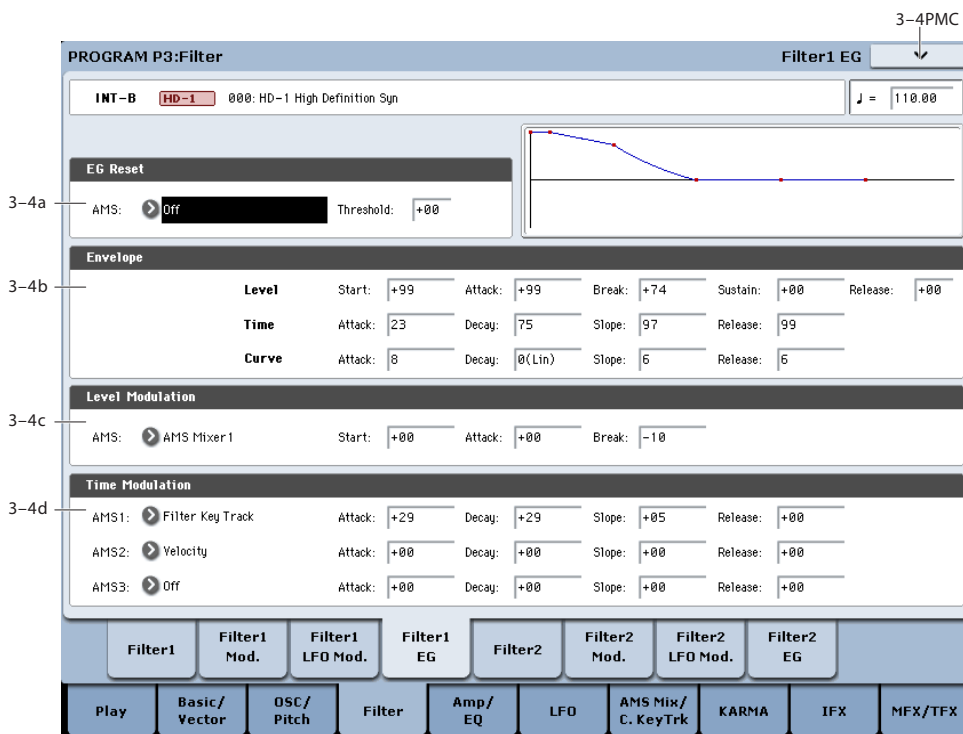 3–4PMC
PROGRAM P3:Filter Filter1 EG
INT–B HD–1 000: HD–1 High Definition Syn ♩ = 110.00
EG Reset
3–4a AMS: Off Threshold: +00
Envelope
3–4b Level Start: +99 Attack: +99 Break: +74 Sustain: +00 Release: +00
Time Attack: 23 Decay: 75 Slope: 97 Release: 99
Curve Attack: 8 Decay: 0(Lin) Slope: 6 Release: 6
Level Modulation
3–4c AMS: AMS Mixer1 Start: +00 Attack: +00 Break: –10
Time Modulation
3–4d AMS1: Filter Key Track Attack: +29 Decay: +29 Slope: +05 Release: +00
AMS2: Velocity Attack: +00 Decay: +00 Slope: +00 Release: +00
AMS3: Off Attack: +00 Decay: +00 Slope: +00 Release: +00
Filter1 Filter1 Mod. Filter1 LFO Mod. Filter1 EG Filter2 Filter2 Mod. Filter2 LFO Mod. Filter2 EG
Play Basic/ Vector OSC/ Pitch Filter Amp/ EQ LFO AMS Mix/ C. KeyTrk KARMA IFX MFX/TFX